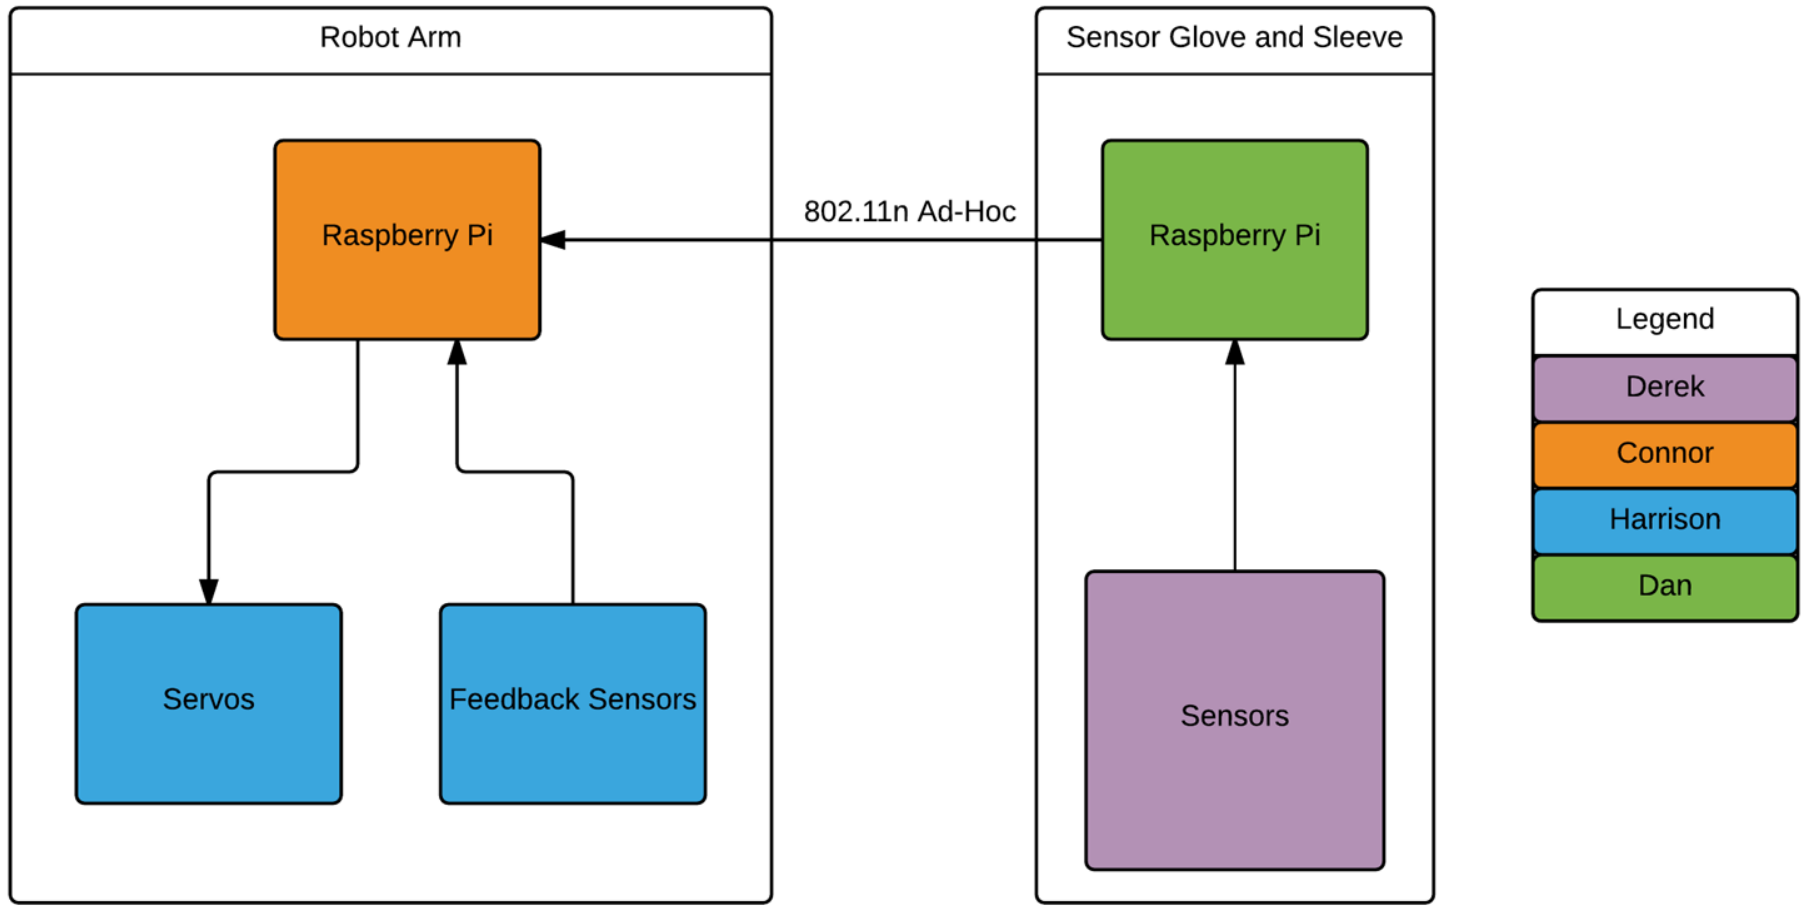 Robot Arm
Sensor Glove and Sleeve
Raspberry Pi
802.11n Ad-Hoc
Raspberry Pi
Servos
Feedback Sensors
Sensors
Legend
Derek
Connor
Harrison
Dan